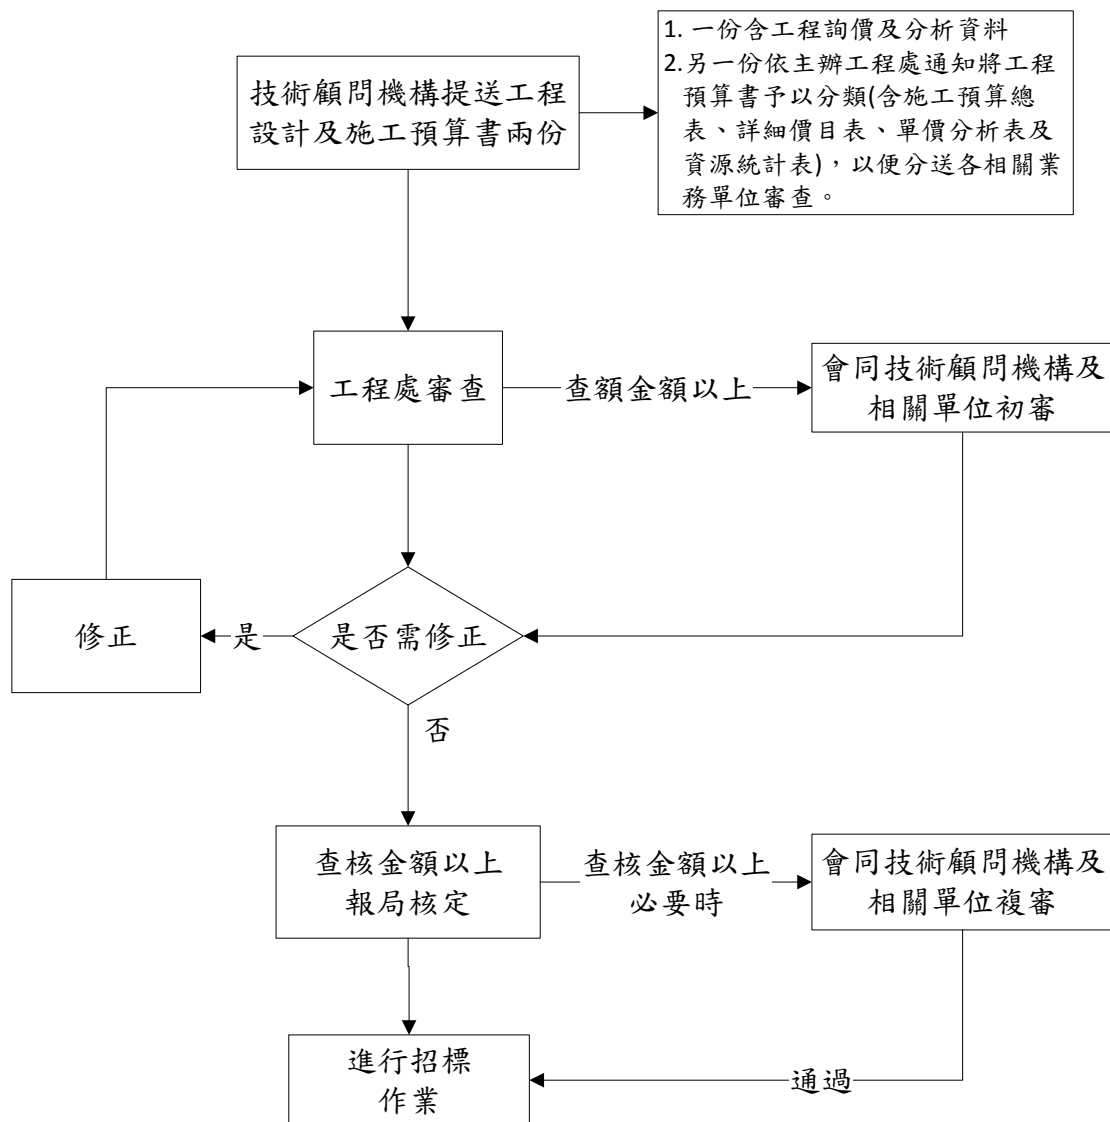 技術顧問機構提送工程
設計及施工預算書兩份
1. 一份含工程詢價及分析資料
2.另一份依主辦工程處通知將工程
預算書予以分類(含施工預算總
表、詳細價目表、單價分析表及
資源統計表)，以便分送各相關業
務單位審查。
工程處審查
查額金額以上
會同技術顧問機構及
相關單位初審
修正
是
是否需修正
否
查核金額以上
報局核定
查核金額以上
必要時
會同技術顧問機構及
相關單位複審
進行招標
作業
通過